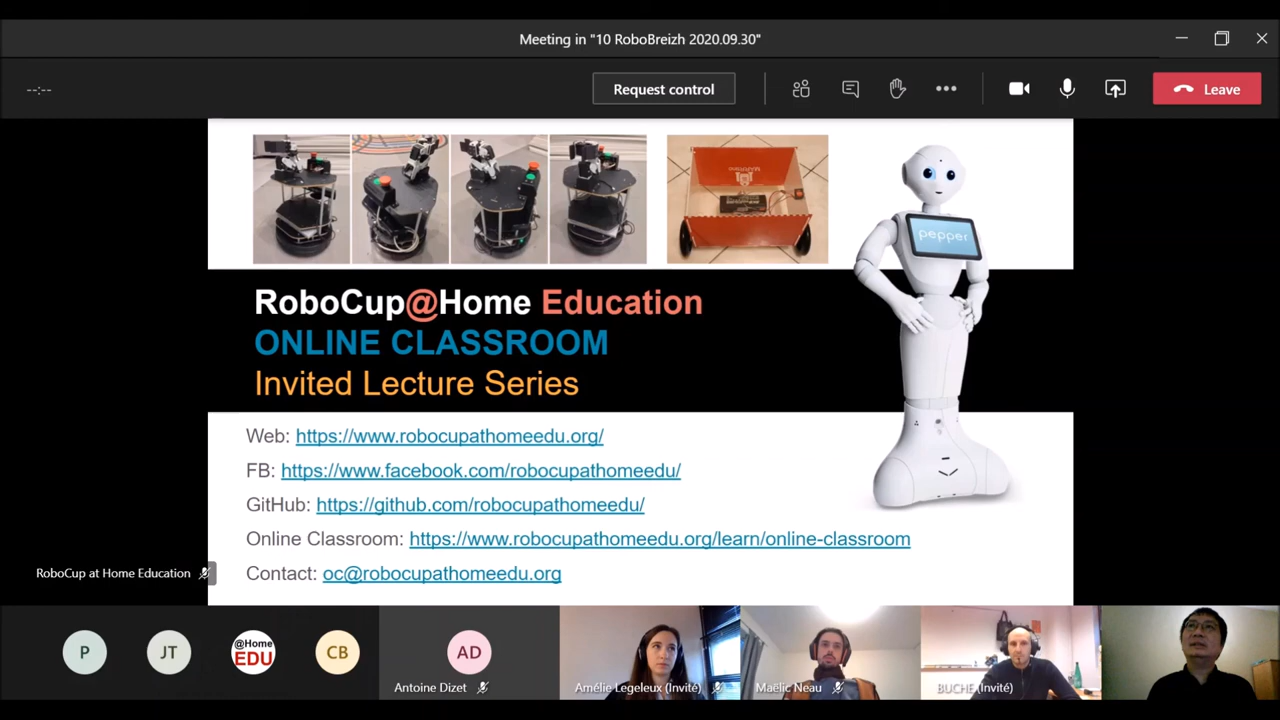 Meeting in "10 RoboBreizh 2020.09.30"
--:--
Request control
Leave
pepper
RoboCup@Home Education
ONLINE CLASSROOM
Invited Lecture Series
Web: https://www.robocupathomeedu.org/
FB: https://www.facebook.com/robocupathomeedu/
GitHub: https://github.com/robocupathomeedu/
Online Classroom: https://www.robocupathomeedu.org/learn/online-classroom
Contact: oc@robocupathomeedu.org
RoboCup at Home Education
P
JT
@Home
EDU
CB
AD
Antoine Dizet
Amélie Legeleux (Invité)
Maëlic Neau
BUCHE (Invité)